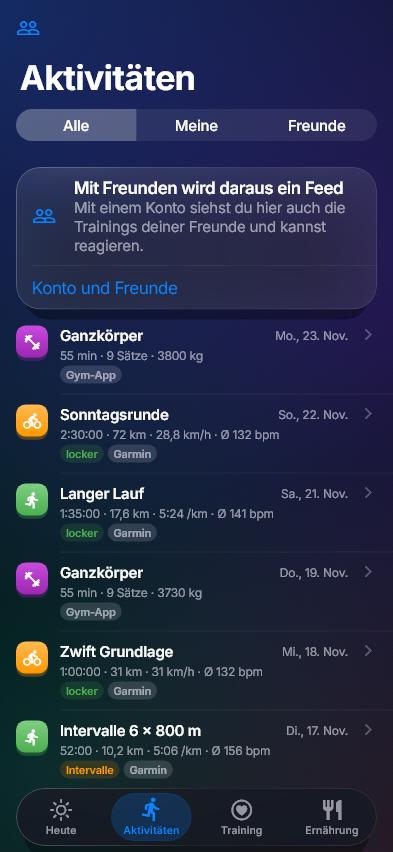 Aktivitäten
Alle Meine Freunde
Mit Freunden wird daraus ein Feed
Mit einem Konto siehst du hier auch die
Trainings deiner Freunde und kannst
reagieren.
Konto und Freunde
Ganzkörper Mo., 23. Nov.
55 min · 9 Sätze · 3800 kg
Gym-App
Sonntagsrunde So., 22. Nov.
2:30:00 · 72 km · 28,8 km/h · Ø 132 bpm
locker Garmin
Langer Lauf Sa., 21. Nov.
1:35:00 · 17,6 km · 5:24 /km · Ø 141 bpm
locker Garmin
Ganzkörper Do., 19. Nov.
55 min · 9 Sätze · 3730 kg
Gym-App
Zwift Grundlage Mi., 18. Nov.
1:00:00 · 31 km · 31 km/h · Ø 132 bpm
locker Garmin
Intervalle 6 × 800 m Di., 17. Nov.
52:00 · 10,2 km · 5:06 /km · Ø 156 bpm
Intervalle Garmin
Heute Aktivitäten Training Ernährung